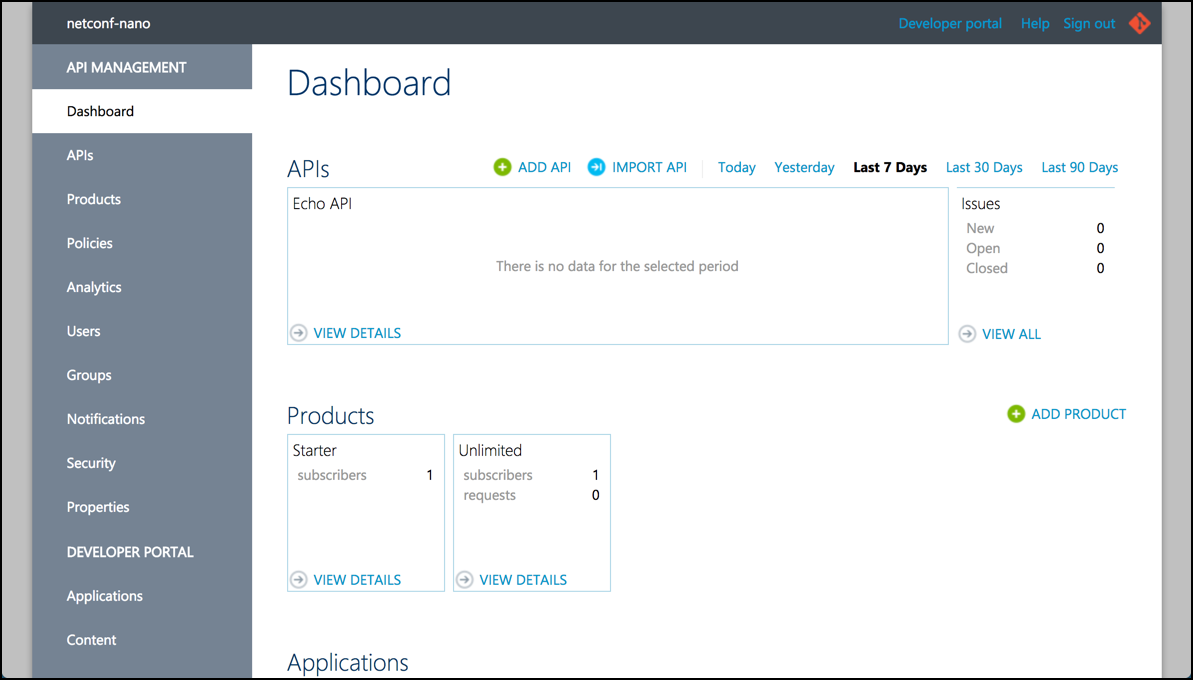 netconf-nano
Developer portal Help Sign out
API MANAGEMENT
Dashboard
APIs
Products
Policies
Analytics
Users
Groups
Notifications
Security
Properties
DEVELOPER PORTAL
Applications
Content
Dashboard
APIs
ADD API IMPORT API Today Yesterday Last 7 Days Last 30 Days Last 90 Days
Echo API
There is no data for the selected period
VIEW DETAILS
Issues
New 0
Open 0
Closed 0
VIEW ALL
Products
ADD PRODUCT
Starter
subscribers 1
VIEW DETAILS
Unlimited
subscribers 1
requests 0
VIEW DETAILS
Applications